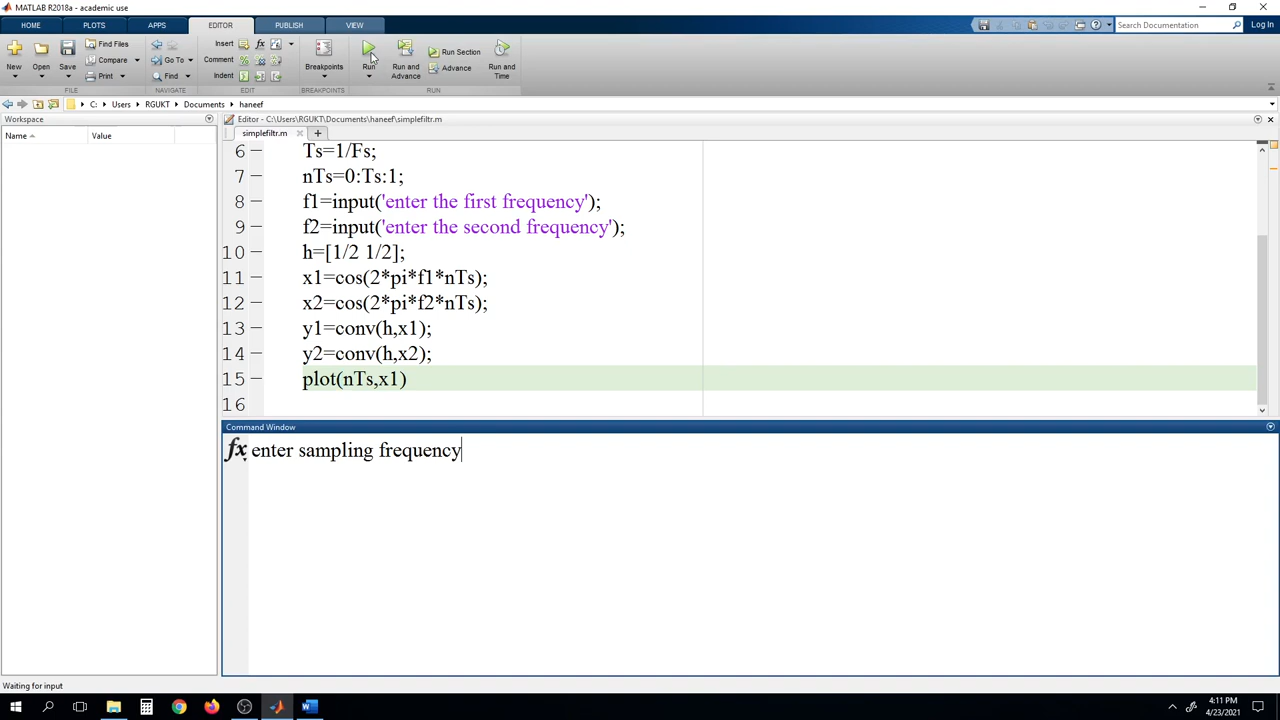 MATLAB R2018a - academic use
HOME PLOTS APPS EDITOR PUBLISH VIEW Search Documentation Log In
New Open Save Find Files Compare Print Go To Find Insert Comment Indent fx Breakpoints Run Run and Advance Run Section Advance Run and Time
FILE NAVIGATE EDIT BREAKPOINTS RUN
C: Users RGUKT Documents haneef
Workspace
Name Value
Editor - C:\Users\RGUKT\Documents\haneef\simplefiltr.m
simplefiltr.m
6 Ts=1/Fs;
7 nTs=0:Ts:1;
8 f1=input('enter the first frequency');
9 f2=input('enter the second frequency');
10 h=[1/2 1/2];
11 x1=cos(2*pi*f1*nTs);
12 x2=cos(2*pi*f2*nTs);
13 y1=conv(h,x1);
14 y2=conv(h,x2);
15 plot(nTs,x1)
16
Command Window
fx enter sampling frequency
Waiting for input
4:11 PM
4/23/2021